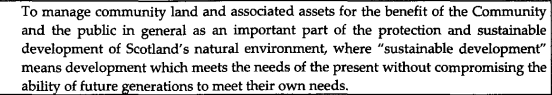 To manage community land and associated assets for the benefit of the Community
and the public in general as an important part of the protection and sustainable
development of Scotland's natural environment, where "sustainable development"
means development which meets the needs of the present without compromising the
ability of future generations to meet their own needs.